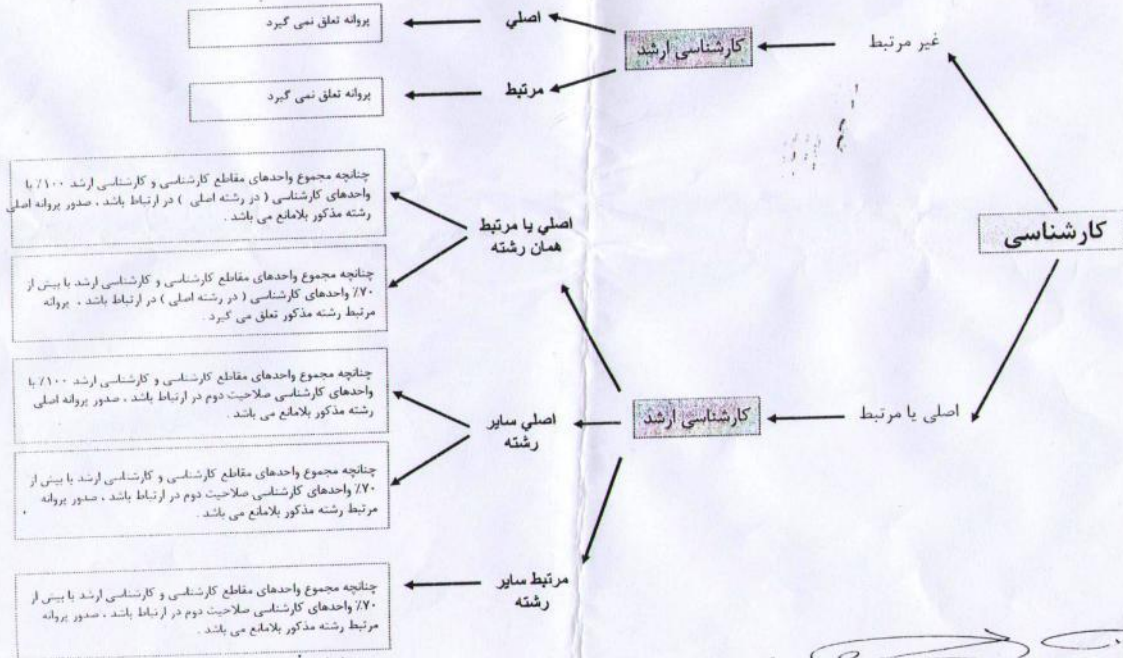 کارشناسی
غیر مرتبط
کارشناسی ارشد
اصلي
پروانه تعلق نمی گیرد
مرتبط
پروانه تعلق نمی گیرد
اصلی یا مرتبط
کارشناسی ارشد
اصلي یا مرتبط
همان رشته
چنانچه مجموع واحدهای مقاطع کارشناسی و کارشناسی ارشد ۱۰۰٪ با
واحدهای کارشناسی ( در رشته اصلی ) در ارتباط باشد ، صدور پروانه اصلی
رشته مذکور بلامانع می باشد .
چنانچه مجموع واحدهای مقاطع کارشناسی و کارشناسی ارشد با بیش از
۷۰٪ واحدهای کارشناسی ( در رشته اصلی ) در ارتباط باشد ، پروانه
مرتبط رشته مذکور تعلق می گیرد .
اصلي سایر
رشته
چنانچه مجموع واحدهای مقاطع کارشناسی و کارشناسی ارشد ۱۰۰٪ با
واحدهای کارشناسی صلاحیت دوم در ارتباط باشد ، صدور پروانه اصلی
رشته مذکور بلامانع می باشد .
چنانچه مجموع واحدهای مقاطع کارشناسی و کارشناسی ارشد با بیش از
۷۰٪ واحدهای کارشناسی صلاحیت دوم در ارتباط باشد ، صدور پروانه
مرتبط رشته مذکور بلامانع می باشد .
مرتبط سایر
رشته
چنانچه مجموع واحدهای مقاطع کارشناسی و کارشناسی ارشد با بیش از
۷۰٪ واحدهای کارشناسی صلاحیت دوم در ارتباط باشد ، صدور پروانه
مرتبط رشته مذکور بلامانع می باشد .